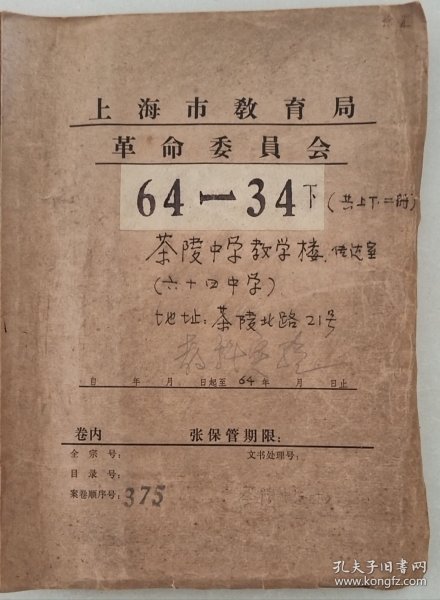 上海市教育局
革命委員会
64-34下(共上下二册)
茶陵中学教学楼.传达室
(六十四中学)
地址:茶陵北路21号
自 年 月 日起至 64年 月 日止
卷内 张保管期限:
全宗号: 文书处理号:
目录号:
案卷顺序号:375
孔夫子旧书网